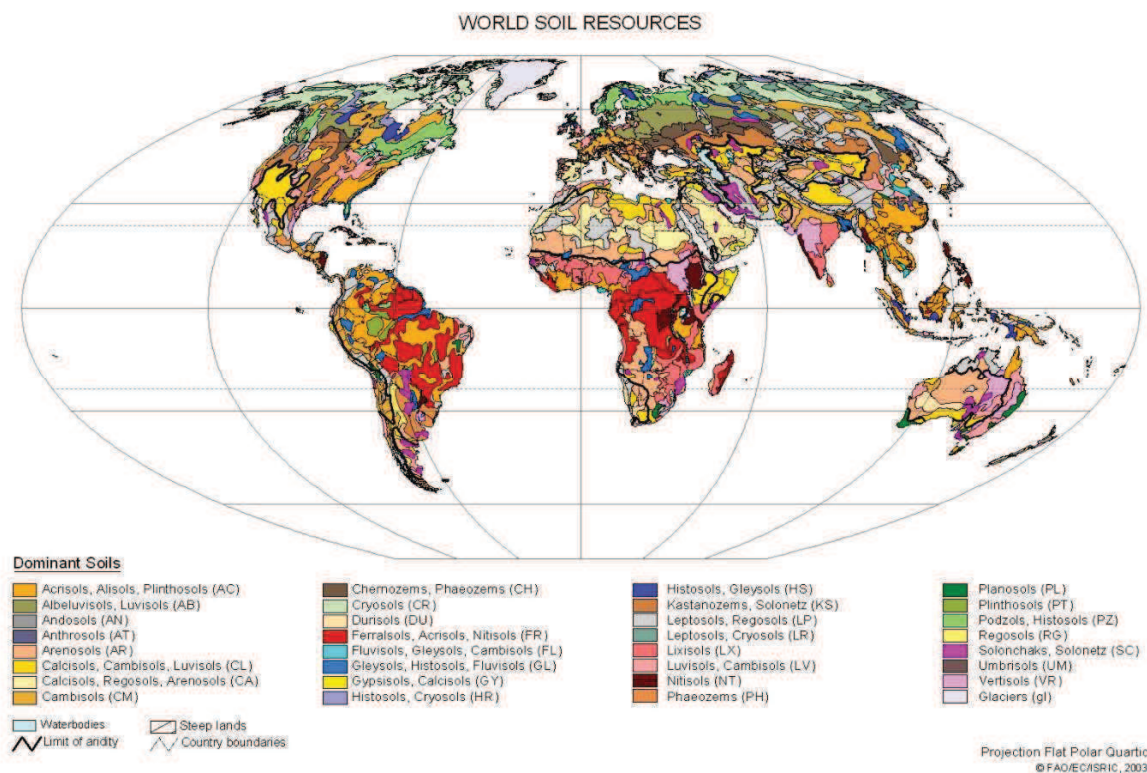 WORLD SOIL RESOURCES
Dominant Soils
Acrisols, Alisols, Plinthosols (AC)
Albeluvisols, Luvisols (AB)
Andosols (AN)
Anthrosols (AT)
Arenosols (AR)
Calcisols, Cambisols, Luvisols (CL)
Calcisols, Regosols, Arenosols (CA)
Cambisols (CM)
Chernozems, Phaeozems (CH)
Cryosols (CR)
Durisols (DU)
Ferralsols, Acrisols, Nitisols (FR)
Fluvisols, Gleysols, Cambisols (FL)
Gleysols, Histosols, Fluvisols (GL)
Gypsisols, Calcisols (GY)
Histosols, Cryosols (HR)
Histosols, Gleysols (HS)
Kastanozems, Solonetz (KS)
Leptosols, Regosols (LP)
Leptosols, Cryosols (LR)
Lixisols (LX)
Luvisols, Cambisols (LV)
Nitisols (NT)
Phaeozems (PH)
Planosols (PL)
Plinthosols (PT)
Podzols, Histosols (PZ)
Regosols (RG)
Solonchaks, Solonetz (SC)
Umbrisols (UM)
Vertisols (VR)
Glaciers (gl)
Waterbodies
Limit of aridity
Steep lands
Country boundaries
Projection Flat Polar Quartic
© FAO/EC/ISRIC, 2003